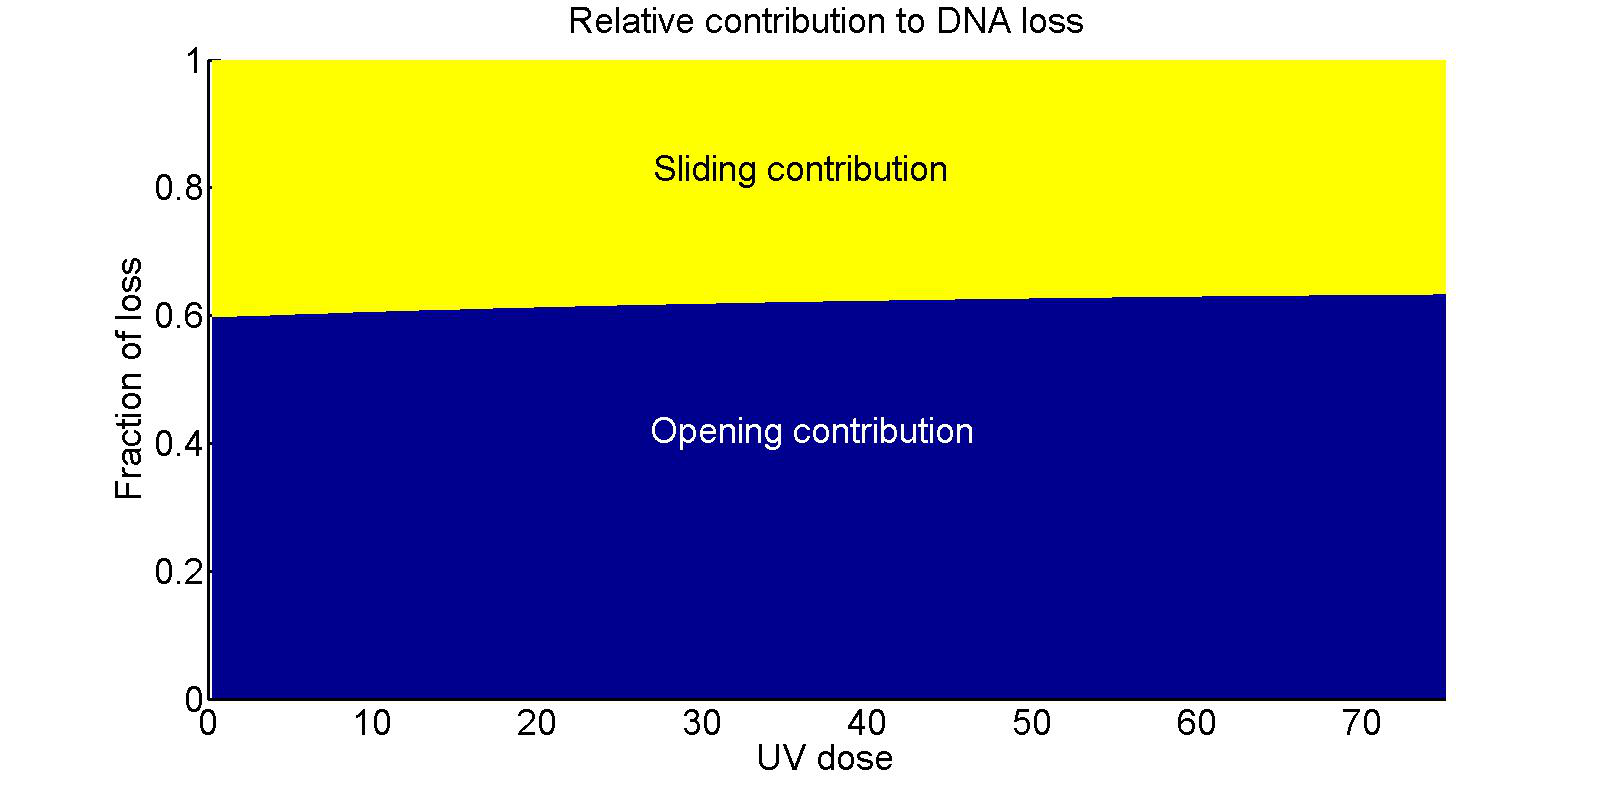 Relative contribution to DNA loss
1
0.8
0.6
0.4
0.2
0
Fraction of loss
Sliding contribution
Opening contribution
0 10 20 30 40 50 60 70
UV dose